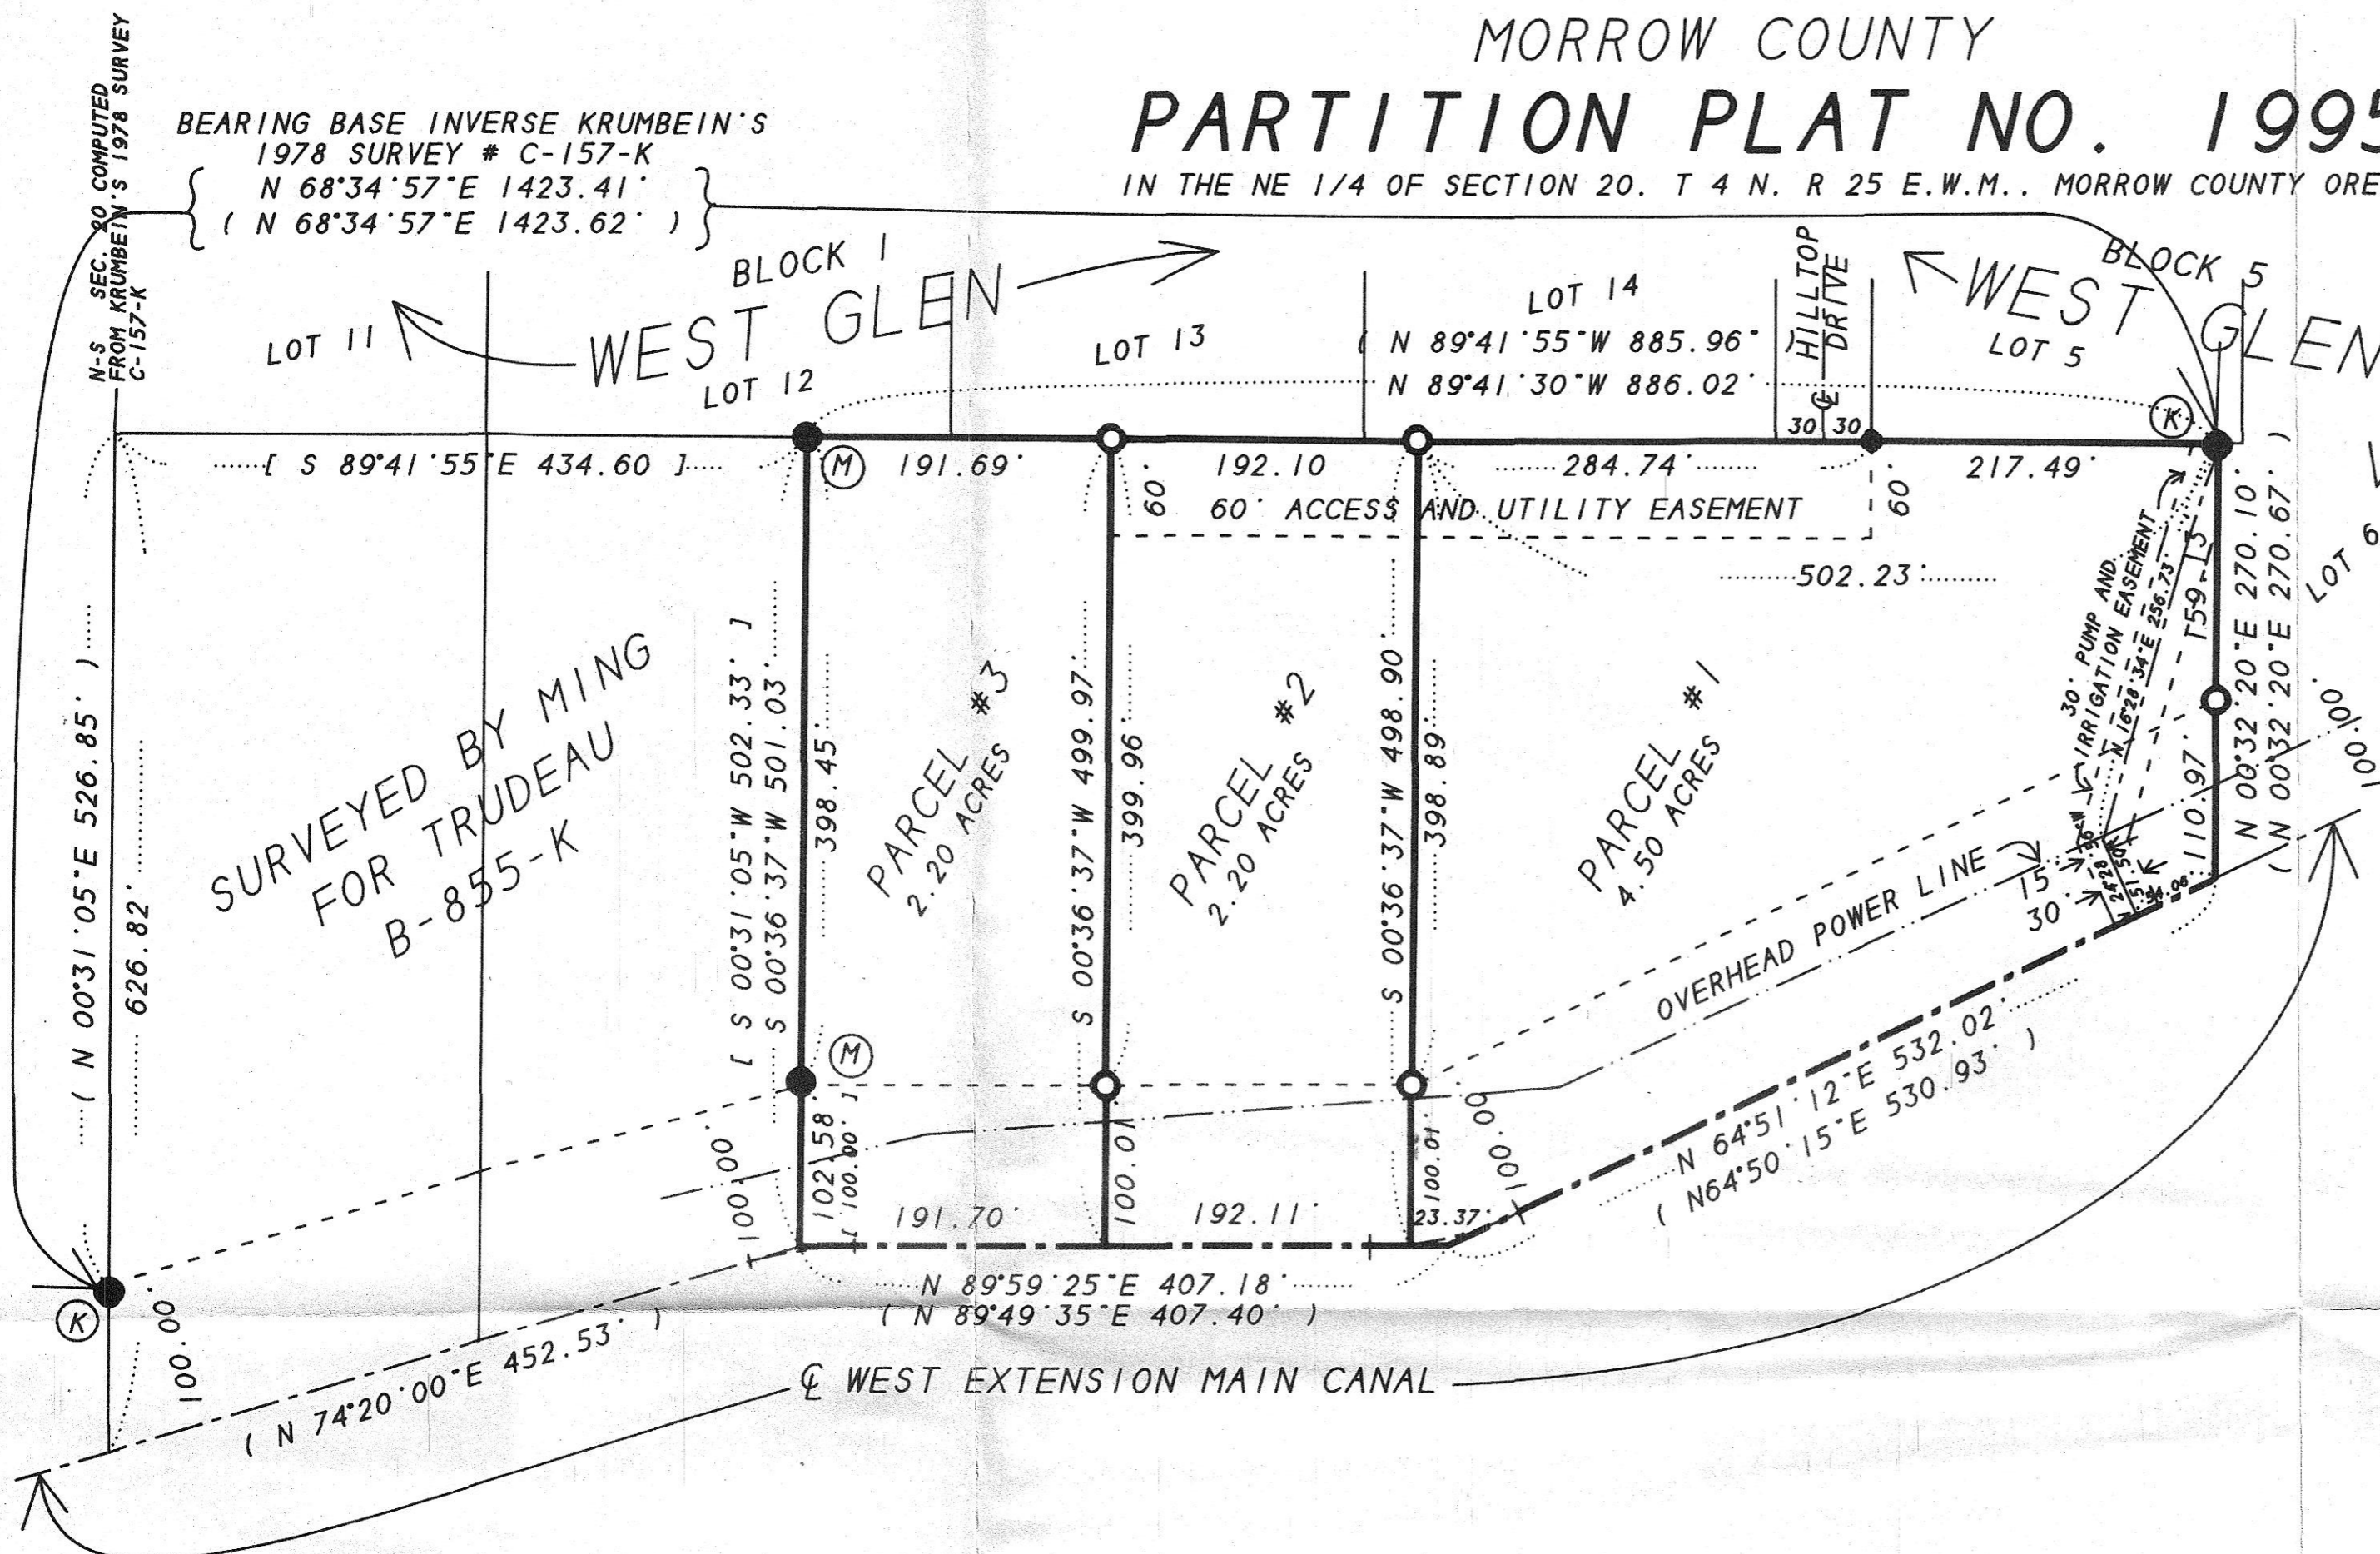 MORROW COUNTY
PARTITION PLAT NO. 1995
IN THE NE 1/4 OF SECTION 20. T 4 N. R 25 E.W.M.. MORROW COUNTY ORE
N-S SEC. 20 COMPUTED
FROM KRUMBEIN'S 1978 SURVEY
C-157-K
BEARING BASE INVERSE KRUMBEIN'S
1978 SURVEY # C-157-K
N 68°34'57"E 1423.41'
( N 68°34'57"E 1423.62' )
BLOCK 1
WEST GLEN
LOT 11
LOT 12
LOT 13
LOT 14
( N 89°41'55"W 885.96' )
N 89°41'30"W 886.02'
HILLTOP
DRIVE
℄
30 30
BLOCK 5
WEST GLEN
LOT 5
LOT 6
K
[ S 89°41'55"E 434.60 ]
M
191.69'
192.10
284.74'
217.49'
60'
60' ACCESS AND UTILITY EASEMENT
60'
502.23'
30' PUMP AND
IRRIGATION EASEMENT
N 16°28'34"E 256.73'
159.13
110.97'
N 00°32'20"E 270.10'
( N 00°32'20"E 270.67' )
100'
100'
( N 00°31'05"E 526.85' )
626.82'
SURVEYED BY MING
FOR TRUDEAU
B-855-K
[ S 00°31'05"W 502.33' ]
S 00°36'37"W 501.03'
398.45'
PARCEL #3
2.20 ACRES
S 00°36'37"W 499.97'
399.96'
PARCEL #2
2.20 ACRES
S 00°36'37"W 498.90'
398.89'
PARCEL #1
4.50 ACRES
OVERHEAD POWER LINE
15'
30'
51.50
54.06
M
100.00'
102.58'
[ 100.00' ]
100.01
100.01
100.00'
191.70'
192.11'
23.37'
N 64°51'12"E 532.02'
( N64°50'15"E 530.93' )
N 89°59'25"E 407.18'
( N 89°49'35"E 407.40' )
K
100.00'
( N 74°20'00"E 452.53' )
℄ WEST EXTENSION MAIN CANAL